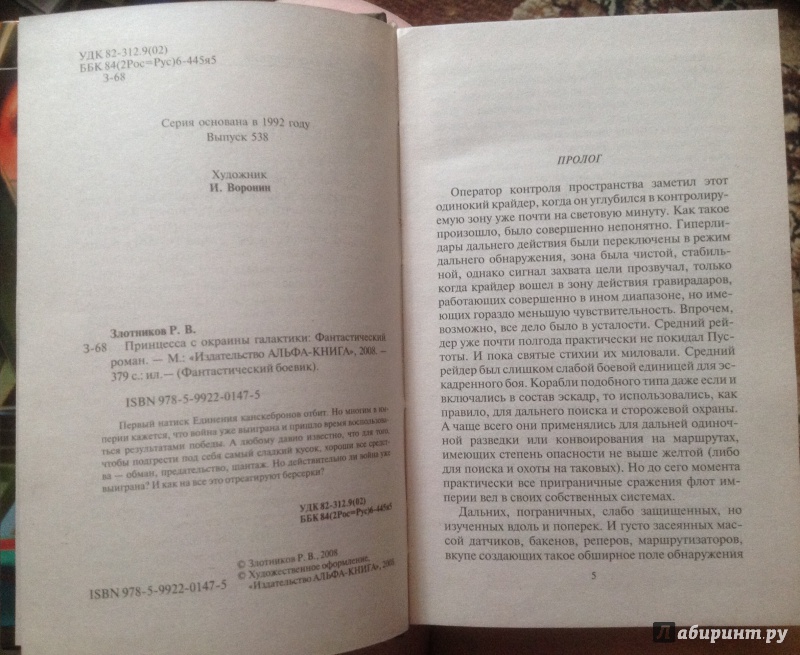 УДК 82-312.9(02)
ББК 84(2Рос=Рус)6-445я5
З-68
Серия основана в 1992 году
Выпуск 538
Художник
И. Воронин
Злотников Р. В.
З-68 Принцесса с окраины галактики: Фантастический
роман. — М.: «Издательство АЛЬФА-КНИГА», 2008. —
379 с.: ил.— (Фантастический боевик).
ISBN 978-5-9922-0147-5
Первый натиск Единения канскебронов отбит. Но многим в им-
перии кажется, что война уже выиграна и пришло время воспользо-
ваться результатами победы. А любому давно известно, что для того,
чтобы подгрести под себя самый сладкий кусок, хороши все средст-
ва — обман, предательство, шантаж. Но действительно ли война уже
выиграна? И как на все это отреагируют берсерки?
УДК 82-312.9(02)
ББК 84(2Рос=Рус)6-445я5
© Злотников Р. В., 2008
© Художественное оформление,
ISBN 978-5-9922-0147-5 «Издательство АЛЬФА-КНИГА», 2008
ПРОЛОГ
Оператор контроля пространства заметил этот
одинокий крайдер, когда он углубился в контролиру-
емую зону уже почти на световую минуту. Как такое
произошло, было совершенно непонятно. Гиперли-
дары дальнего действия были переключены в режим
дальнего обнаружения, зона была чистой, стабиль-
ной, однако сигнал захвата цели прозвучал, только
когда крайдер вошел в зону действия гравирадаров,
работающих совершенно в ином диапазоне, но име-
ющих гораздо меньшую чувствительность. Впрочем,
возможно, все дело было в усталости. Средний рей-
дер уже почти полгода практически не покидал Пус-
тоты. И пока святые стихии их миловали. Средний
рейдер был слишком слабой боевой единицей для эс-
кадренного боя. Корабли подобного типа даже если и
включались в состав эскадр, то использовались, как
правило, для дальнего поиска и сторожевой охраны.
А чаще всего они применялись для дальней одиноч-
ной разведки или конвоирования на маршрутах,
имеющих степень опасности не выше желтой (либо
для поиска и охоты на таковых). Но до сего момента
практически все приграничные сражения флот им-
перии вел в своих собственных системах.
Дальних, пограничных, слабо защищенных, но
изученных вдоль и поперек. И густо засеянных мас-
сой датчиков, бакенов, реперов, маршрутизаторов,
вкупе создающих такое обширное поле обнаружения
5
Лабиринт.ру